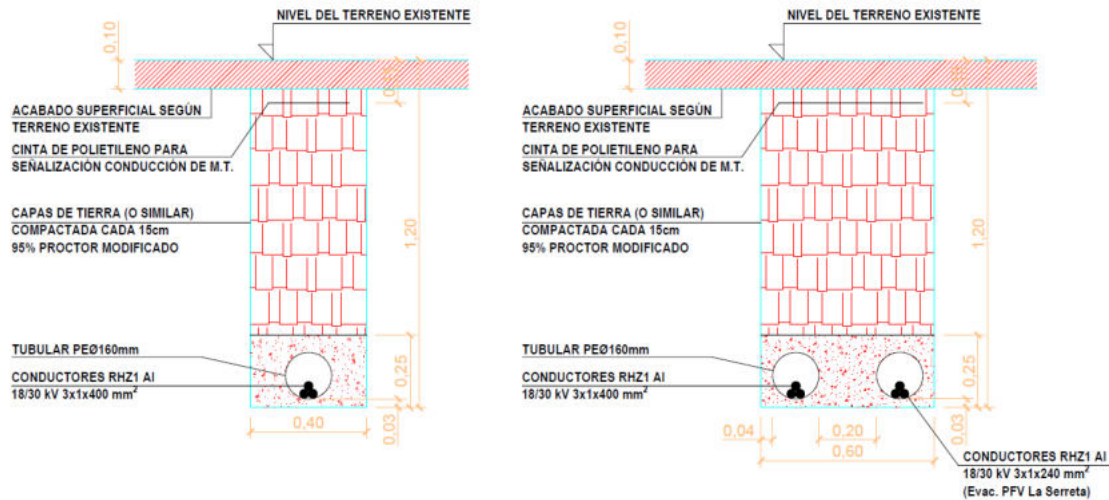 NIVEL DEL TERRENO EXISTENTE
0,10
ACABADO SUPERFICIAL SEGÚN
TERRENO EXISTENTE
CINTA DE POLIETILENO PARA
SEÑALIZACIÓN CONDUCCIÓN DE M.T.
CAPAS DE TIERRA (O SIMILAR)
COMPACTADA CADA 15cm
95% PROCTOR MODIFICADO
1,20
TUBULAR PEØ160mm
CONDUCTORES RHZ1 Al
18/30 kV 3x1x400 mm²
0,25
0,03
0,40
NIVEL DEL TERRENO EXISTENTE
0,10
ACABADO SUPERFICIAL SEGÚN
TERRENO EXISTENTE
CINTA DE POLIETILENO PARA
SEÑALIZACIÓN CONDUCCIÓN DE M.T.
CAPAS DE TIERRA (O SIMILAR)
COMPACTADA CADA 15cm
95% PROCTOR MODIFICADO
1,20
TUBULAR PEØ160mm
CONDUCTORES RHZ1 Al
18/30 kV 3x1x400 mm²
0,25
0,03
0,04
0,20
0,60
CONDUCTORES RHZ1 Al
18/30 kV 3x1x240 mm²
(Evac. PFV La Serreta)